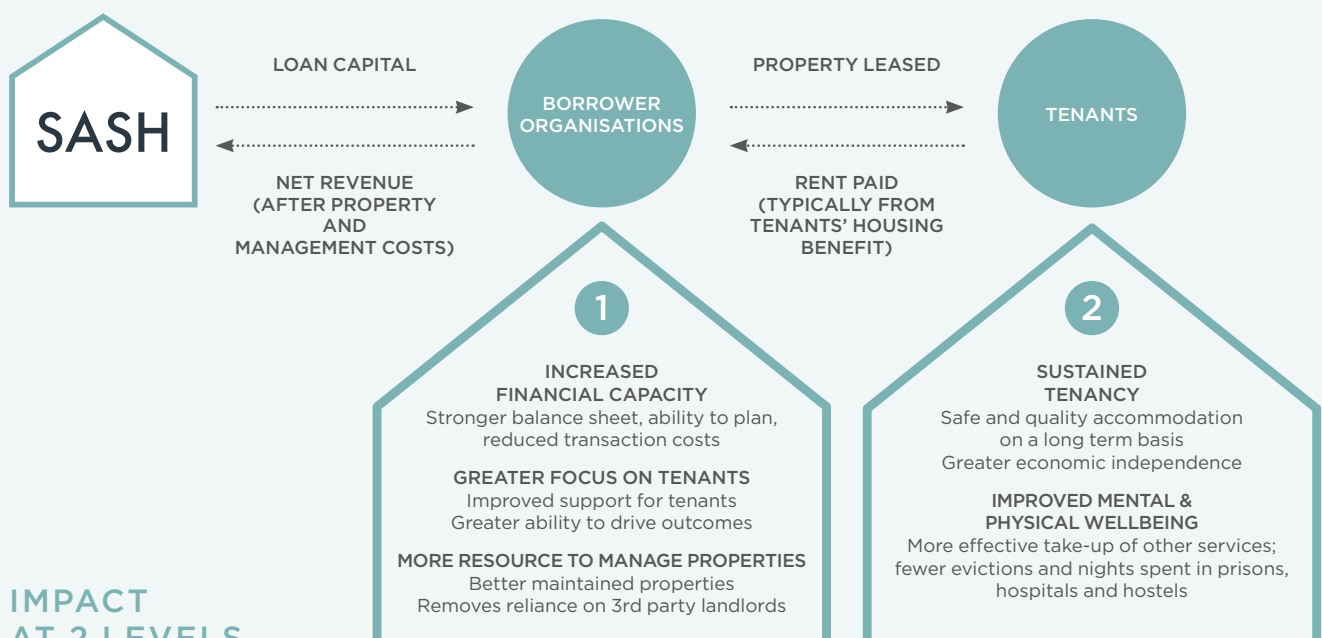 SASH
LOAN CAPITAL
NET REVENUE
(AFTER PROPERTY
AND
MANAGEMENT COSTS)
BORROWER
ORGANISATIONS
PROPERTY LEASED
RENT PAID
(TYPICALLY FROM
TENANTS’ HOUSING
BENEFIT)
TENANTS
1
INCREASED
FINANCIAL CAPACITY
Stronger balance sheet, ability to plan,
reduced transaction costs
GREATER FOCUS ON TENANTS
Improved support for tenants
Greater ability to drive outcomes
MORE RESOURCE TO MANAGE PROPERTIES
Better maintained properties
Removes reliance on 3rd party landlords
2
SUSTAINED
TENANCY
Safe and quality accommodation
on a long term basis
Greater economic independence
IMPROVED MENTAL &
PHYSICAL WELLBEING
More effective take-up of other services;
fewer evictions and nights spent in prisons,
hospitals and hostels
IMPACT
AT 2 LEVELS